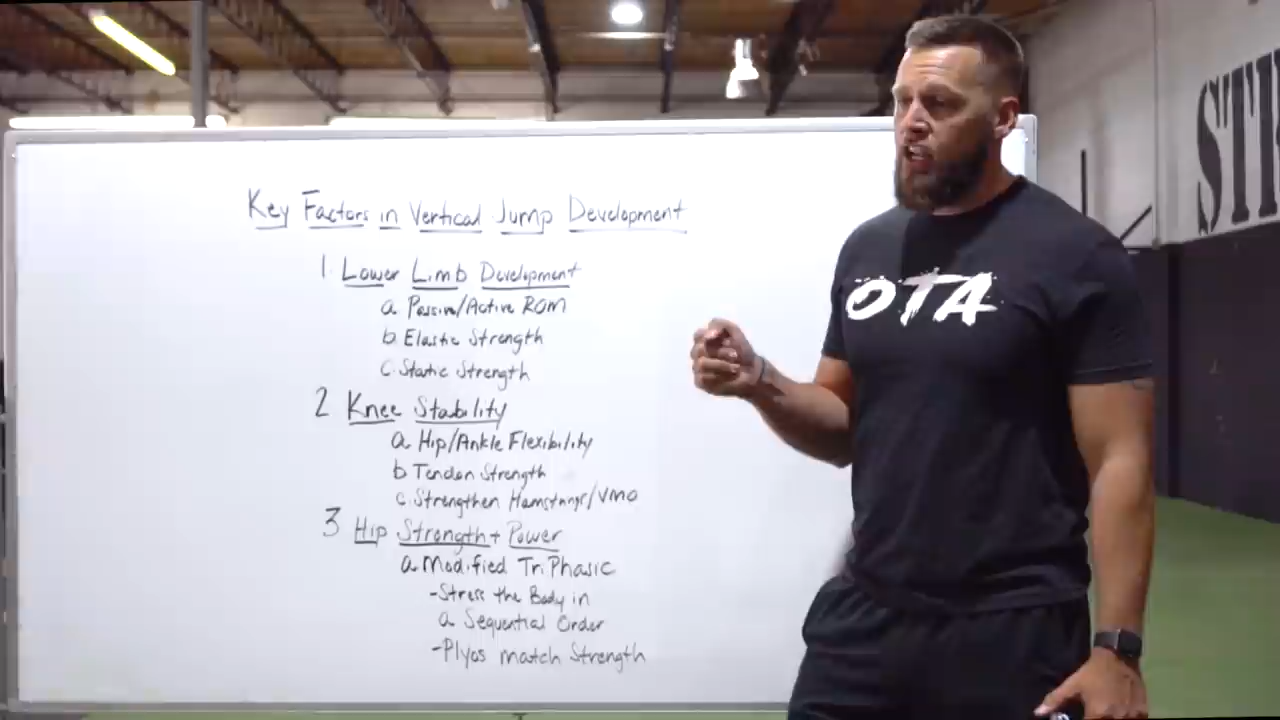 Key Factors in Vertical Jump Development
1. Lower Limb Development
a. Passive/Active ROM
b. Elastic Strength
c. Static Strength
2 Knee Stability
a. Hip/Ankle Flexibility
b Tendon Strength
c. Strengthen Hamstrings/VMO
3 Hip Strength + Power
a. Modified TriPhasic
-Stress the Body in
a Sequential Order
-Plyos match Strength
OTA
STR